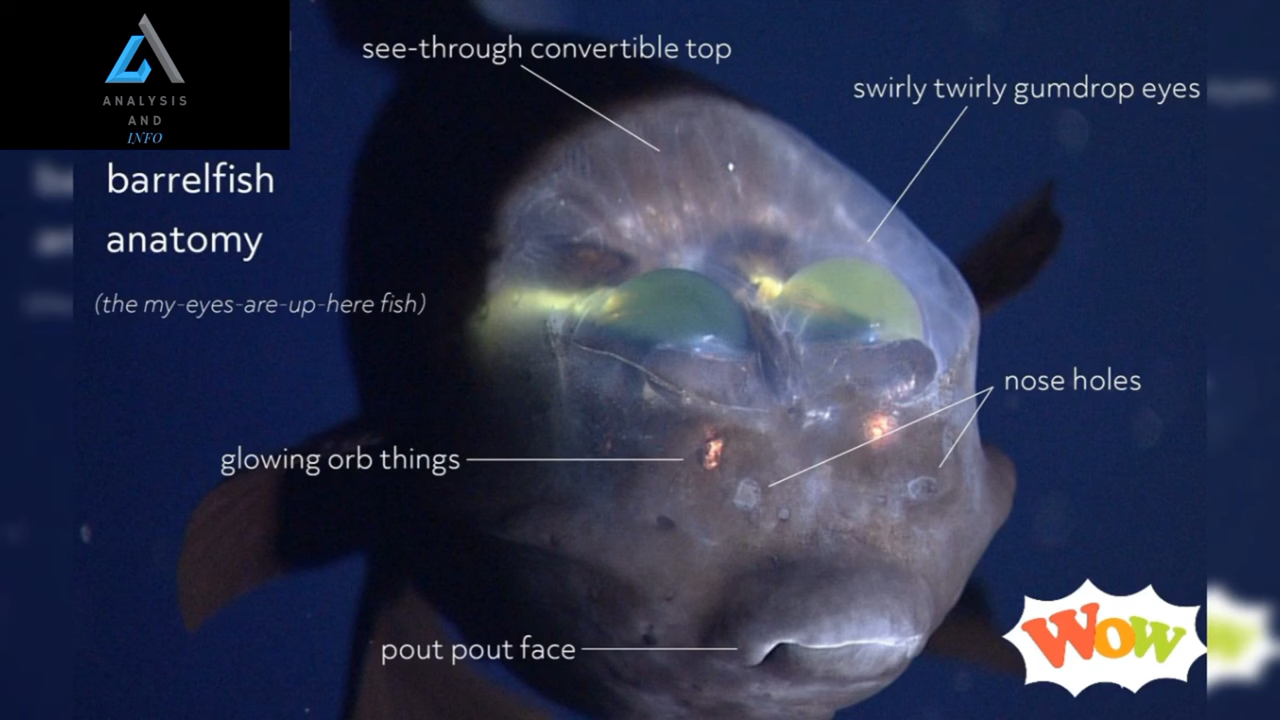 ANALYSIS
AND
INFO
see-through convertible top
swirly twirly gumdrop eyes
barrelfish
anatomy
(the my-eyes-are-up-here fish)
nose holes
glowing orb things
pout pout face
WOW